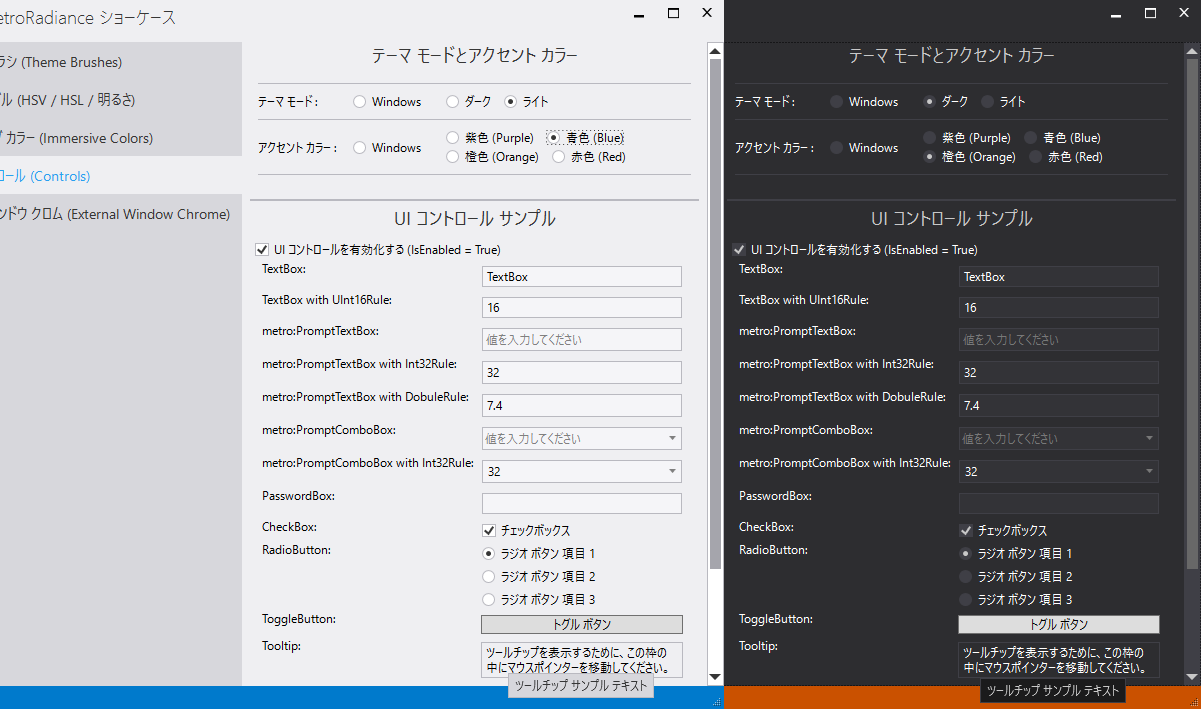 etroRadiance ショーケース
ラシ (Theme Brushes)
ル (HSV / HSL / 明るさ)
カラー (Immersive Colors)
ロール (Controls)
ンドウ クロム (External Window Chrome)
テーマ モードとアクセント カラー
テーマ モード:
Windows
ダーク
ライト
アクセント カラー:
Windows
紫色 (Purple)
青色 (Blue)
橙色 (Orange)
赤色 (Red)
UI コントロール サンプル
UI コントロールを有効化する (IsEnabled = True)
TextBox:
TextBox
TextBox with UInt16Rule:
16
metro:PromptTextBox:
値を入力してください
metro:PromptTextBox with Int32Rule:
32
metro:PromptTextBox with DobuleRule:
7.4
metro:PromptComboBox:
値を入力してください
metro:PromptComboBox with Int32Rule:
32
PasswordBox:
CheckBox:
チェックボックス
RadioButton:
ラジオ ボタン 項目 1
ラジオ ボタン 項目 2
ラジオ ボタン 項目 3
ToggleButton:
トグル ボタン
Tooltip:
ツールチップを表示するために、この枠の
中にマウスポインターを移動してください。
ツールチップ サンプル テキスト
テーマ モードとアクセント カラー
テーマ モード:
Windows
ダーク
ライト
アクセント カラー:
Windows
紫色 (Purple)
青色 (Blue)
橙色 (Orange)
赤色 (Red)
UI コントロール サンプル
UI コントロールを有効化する (IsEnabled = True)
TextBox:
TextBox
TextBox with UInt16Rule:
16
metro:PromptTextBox:
値を入力してください
metro:PromptTextBox with Int32Rule:
32
metro:PromptTextBox with DobuleRule:
7.4
metro:PromptComboBox:
値を入力してください
metro:PromptComboBox with Int32Rule:
32
PasswordBox:
CheckBox:
チェックボックス
RadioButton:
ラジオ ボタン 項目 1
ラジオ ボタン 項目 2
ラジオ ボタン 項目 3
ToggleButton:
トグル ボタン
Tooltip:
ツールチップを表示するために、この枠の
中にマウスポインターを移動してください。
ツールチップ サンプル テキスト